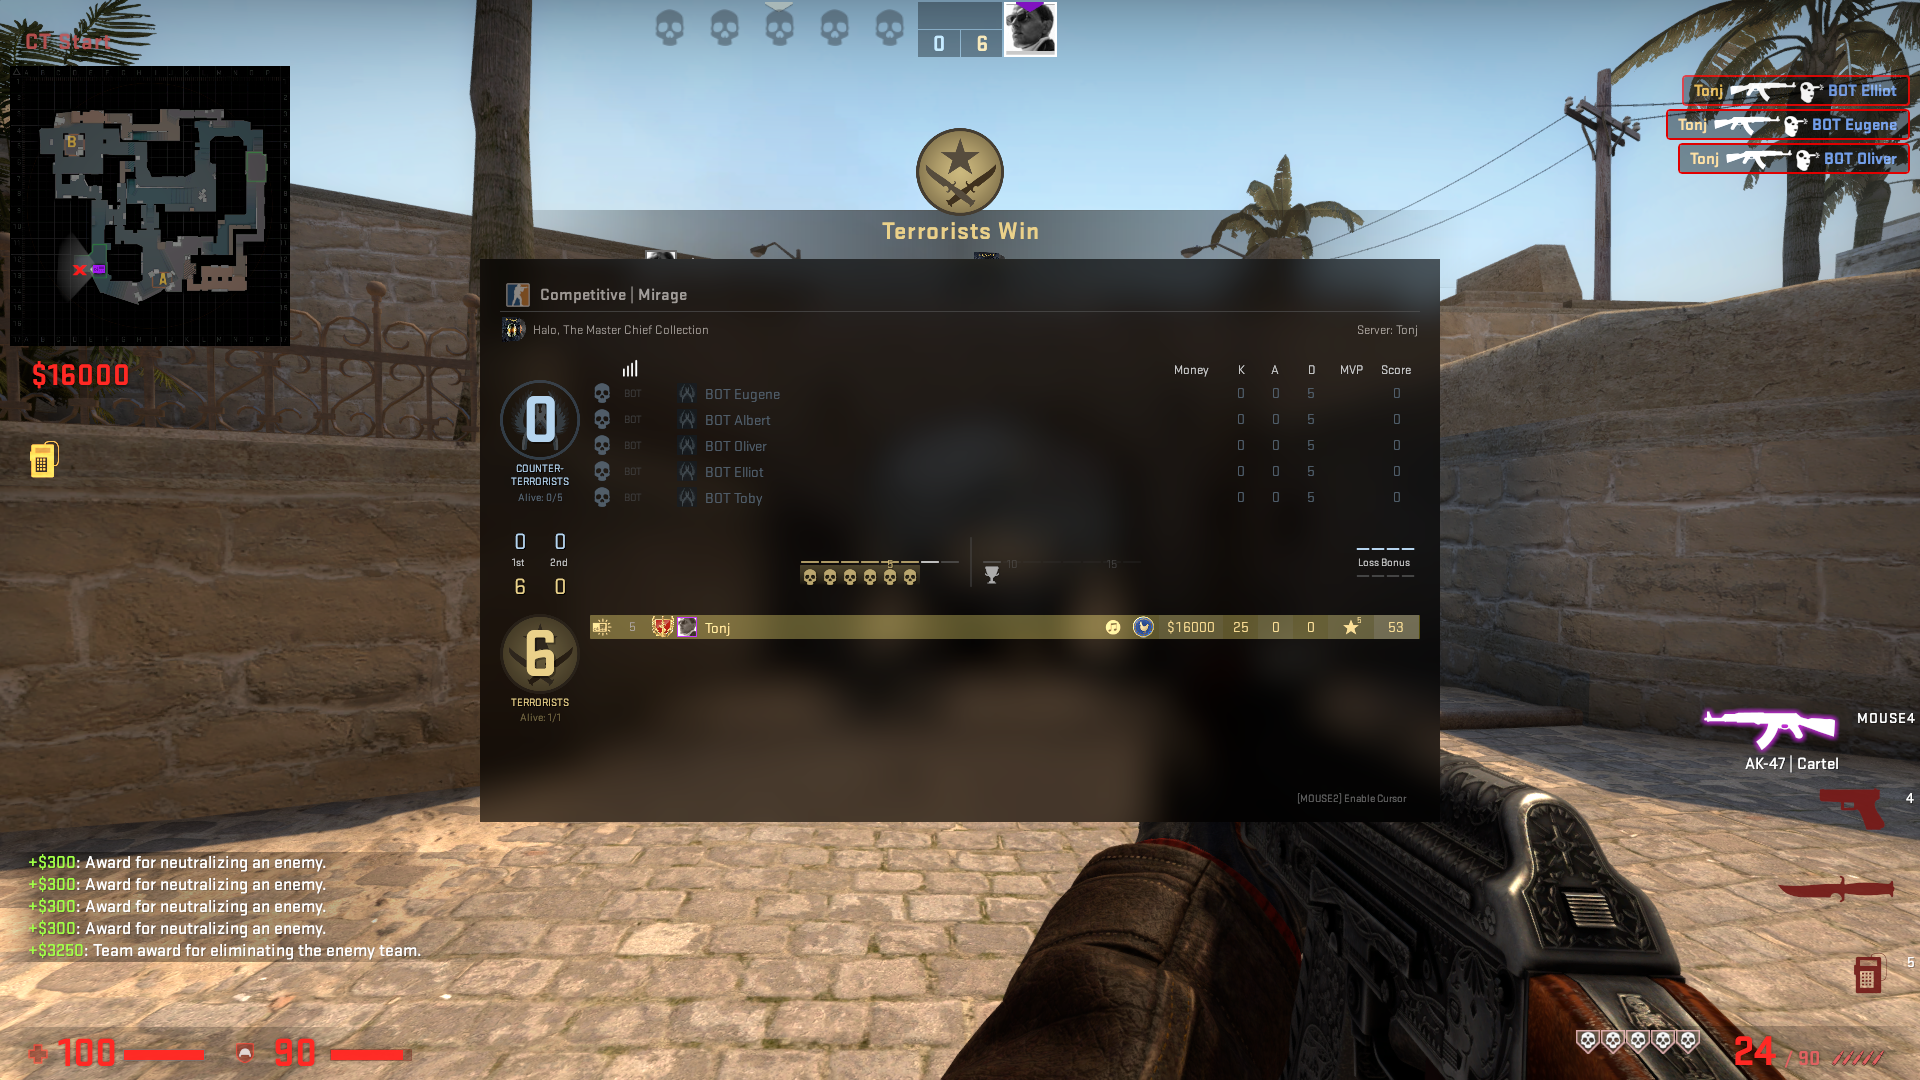 CT Start
0 6
B
A
$16000
Tonj BOT Elliot
Tonj BOT Eugene
Tonj BOT Oliver
Terrorists Win
Competitive | Mirage
Halo, The Master Chief Collection Server: Tonj
Money K A D MVP Score
BOT BOT Eugene 0 0 5 0
BOT BOT Albert 0 0 5 0
BOT BOT Oliver 0 0 5 0
BOT BOT Elliot 0 0 5 0
BOT BOT Toby 0 0 5 0
0
COUNTER-
TERRORISTS
Alive: 0/5
0 0
1st 2nd
6 0
5 10 15
Loss Bonus
5 Tonj $16000 25 0 0 5 53
6
TERRORISTS
Alive: 1/1
[MOUSE2] Enable Cursor
MOUSE4
AK-47 | Cartel
4
5
+$300: Award for neutralizing an enemy.
+$300: Award for neutralizing an enemy.
+$300: Award for neutralizing an enemy.
+$300: Award for neutralizing an enemy.
+$3250: Team award for eliminating the enemy team.
100 90
24 / 90